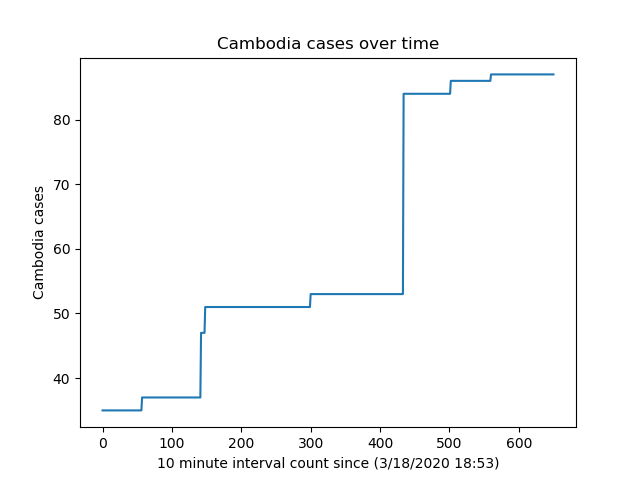 Cambodia cases over time
Cambodia cases
80
70
60
50
40
0 100 200 300 400 500 600
10 minute interval count since (3/18/2020 18:53)